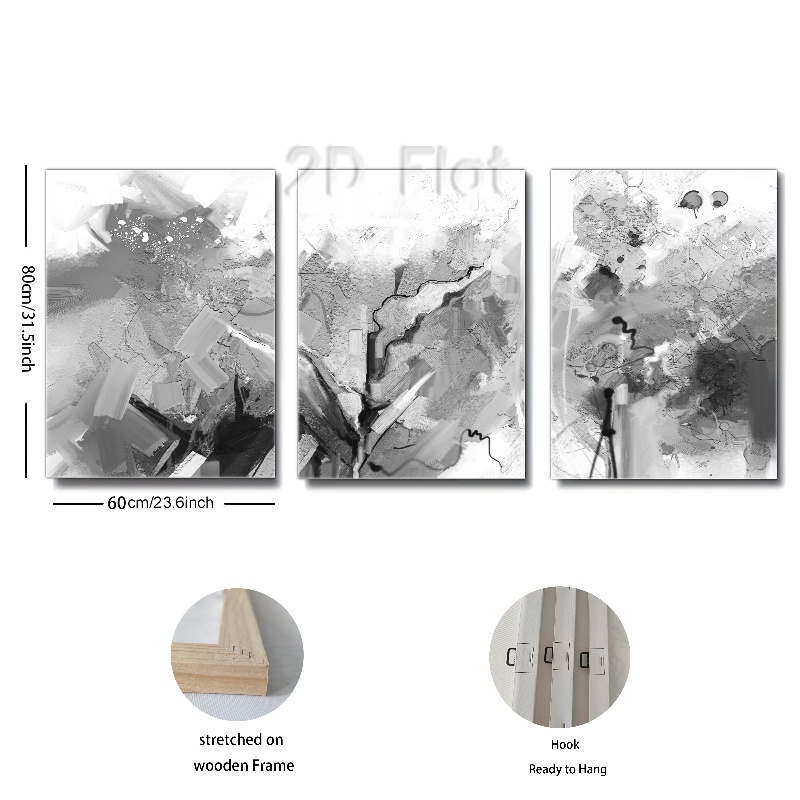 2D Flat
80cm/31.5inch
60cm/23.6inch
stretched on
wooden Frame
Hook
Ready to Hang